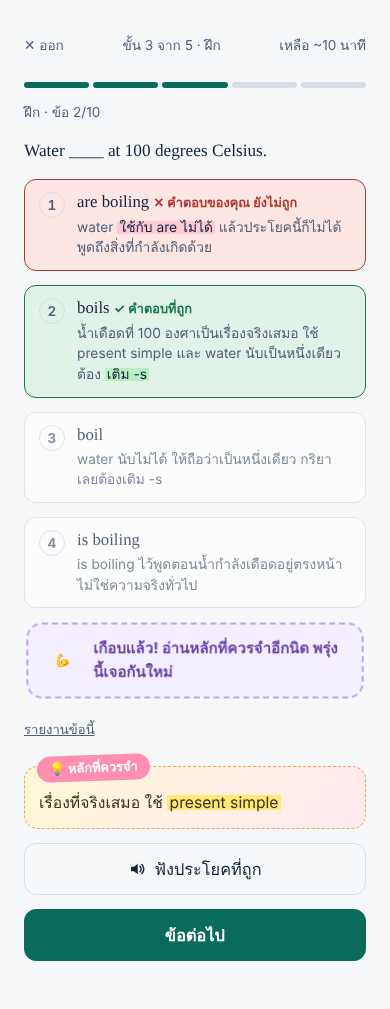 ✕ ออก
ขั้น 3 จาก 5 · ฝึก
เหลือ ~10 นาที
ฝึก · ข้อ 2/10
Water ____ at 100 degrees Celsius.
1
are boiling ✕ คำตอบของคุณ ยังไม่ถูก
water ใช้กับ are ไม่ได้ แล้วประโยคนี้ก็ไม่ได้
พูดถึงสิ่งที่กำลังเกิดด้วย
2
boils ✓ คำตอบที่ถูก
น้ำเดือดที่ 100 องศาเป็นเรื่องจริงเสมอ ใช้
present simple และ water นับเป็นหนึ่งเดียว
ต้อง เติม -s
3
boil
water นับไม่ได้ ให้ถือว่าเป็นหนึ่งเดียว กริยา
เลยต้องเติม -s
4
is boiling
is boiling ไว้พูดตอนน้ำกำลังเดือดอยู่ตรงหน้า
ไม่ใช่ความจริงทั่วไป
💪 เกือบแล้ว! อ่านหลักที่ควรจำอีกนิด พรุ่ง
นี้เจอกันใหม่
รายงานข้อนี้
💡 หลักที่ควรจำ
เรื่องที่จริงเสมอ ใช้ present simple
🔊 ฟังประโยคที่ถูก
ข้อต่อไป